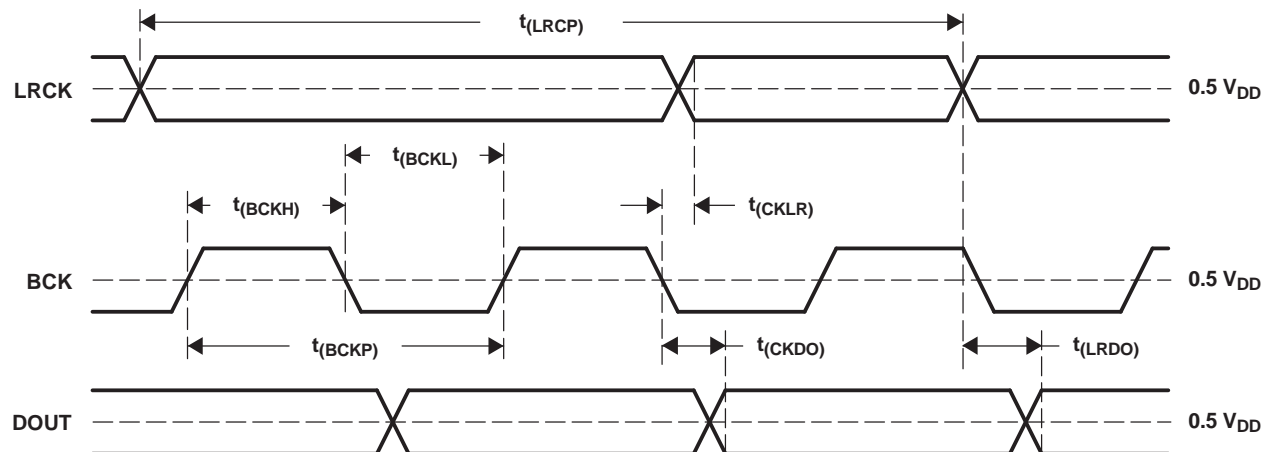 t(LRCP)
LRCK
0.5 VDD
t(BCKL)
t(BCKH)
t(CKLR)
BCK
0.5 VDD
t(BCKP)
t(CKDO)
t(LRDO)
DOUT
0.5 VDD